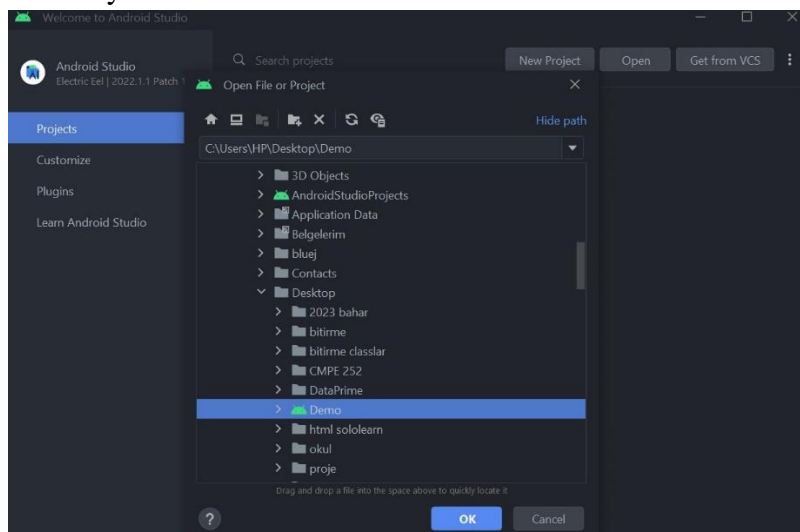 Welcome to Android Studio
Android Studio
Electric Eel | 2022.1.1 Patch 1
Search projects
New Project
Open
Get from VCS
Projects
Customize
Plugins
Learn Android Studio
Open File or Project
Hide path
C:\Users\HP\Desktop\Demo
3D Objects
AndroidStudioProjects
Application Data
Belgelerim
bluej
Contacts
Desktop
2023 bahar
bitirme
bitirme classlar
CMPE 252
DataPrime
Demo
html sololearn
okul
proje
Drag and drop a file into the space above to quickly locate it
?
OK
Cancel